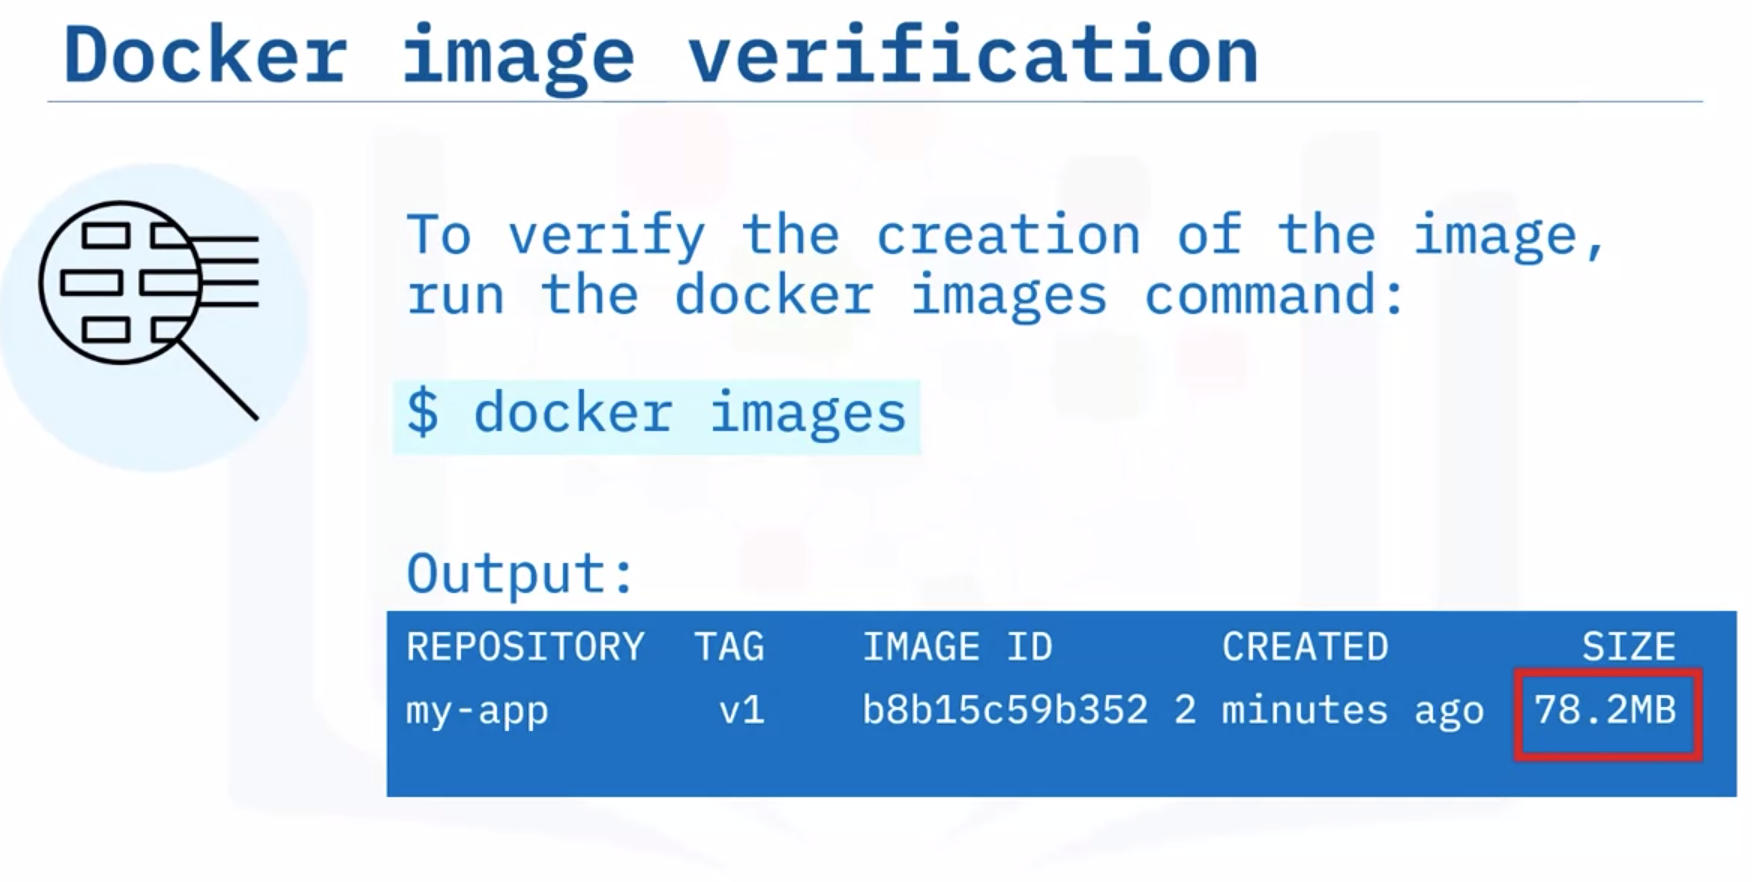 Docker image verification
To verify the creation of the image,
run the docker images command:
$ docker images
Output:
REPOSITORY TAG IMAGE ID CREATED SIZE
my-app v1 b8b15c59b352 2 minutes ago 78.2MB